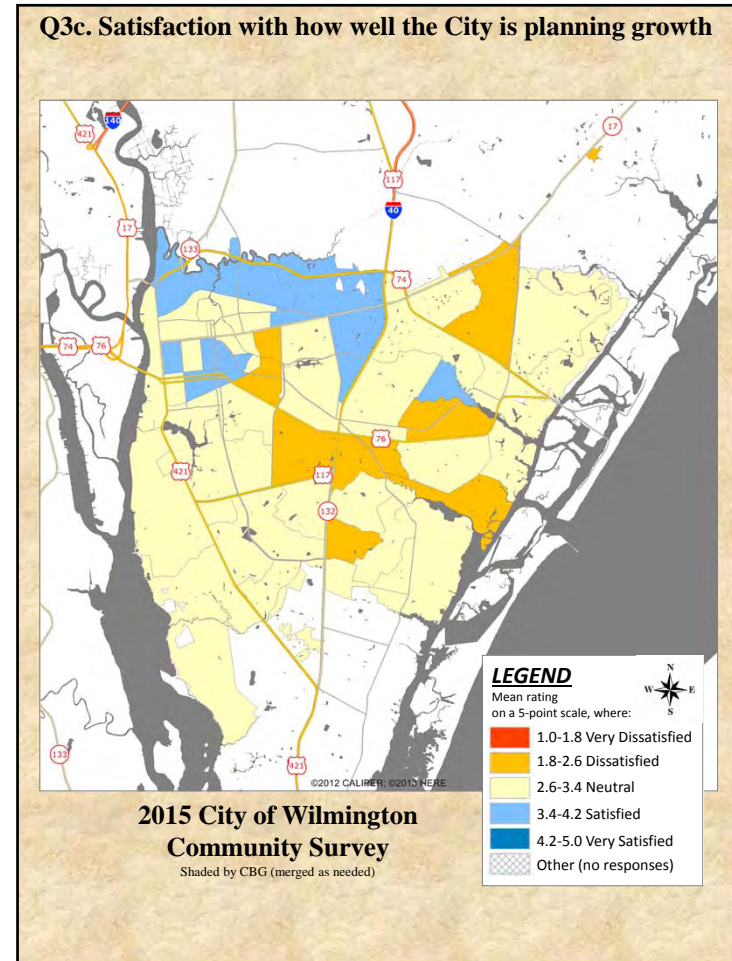 Q3c. Satisfaction with how well the City is planning growth
140
421
17
117
40
17
133
74
74
76
76
421
117
132
133
421
©2012 CALIPER; ©2013 HERE
LEGEND
Mean rating
on a 5-point scale, where:
N
W E
S
1.0-1.8 Very Dissatisfied
1.8-2.6 Dissatisfied
2.6-3.4 Neutral
3.4-4.2 Satisfied
4.2-5.0 Very Satisfied
Other (no responses)
2015 City of Wilmington
Community Survey
Shaded by CBG (merged as needed)